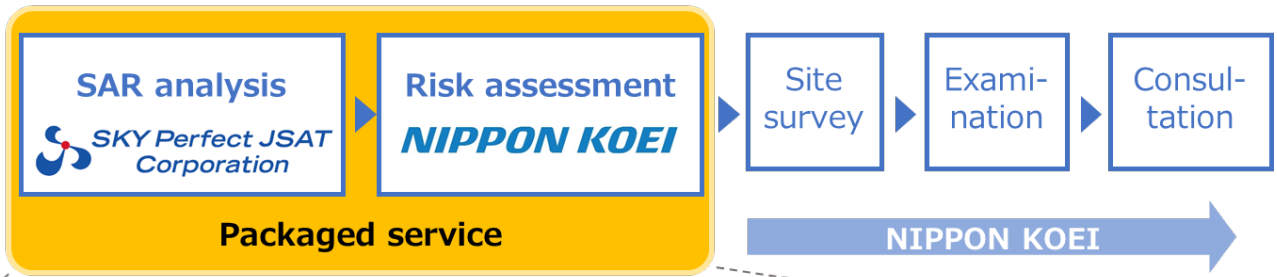 SAR analysis
SKY Perfect JSAT
Corporation
Risk assessment
NIPPON KOEI
Site
survey
Exami-
nation
Consul-
tation
Packaged service
NIPPON KOEI